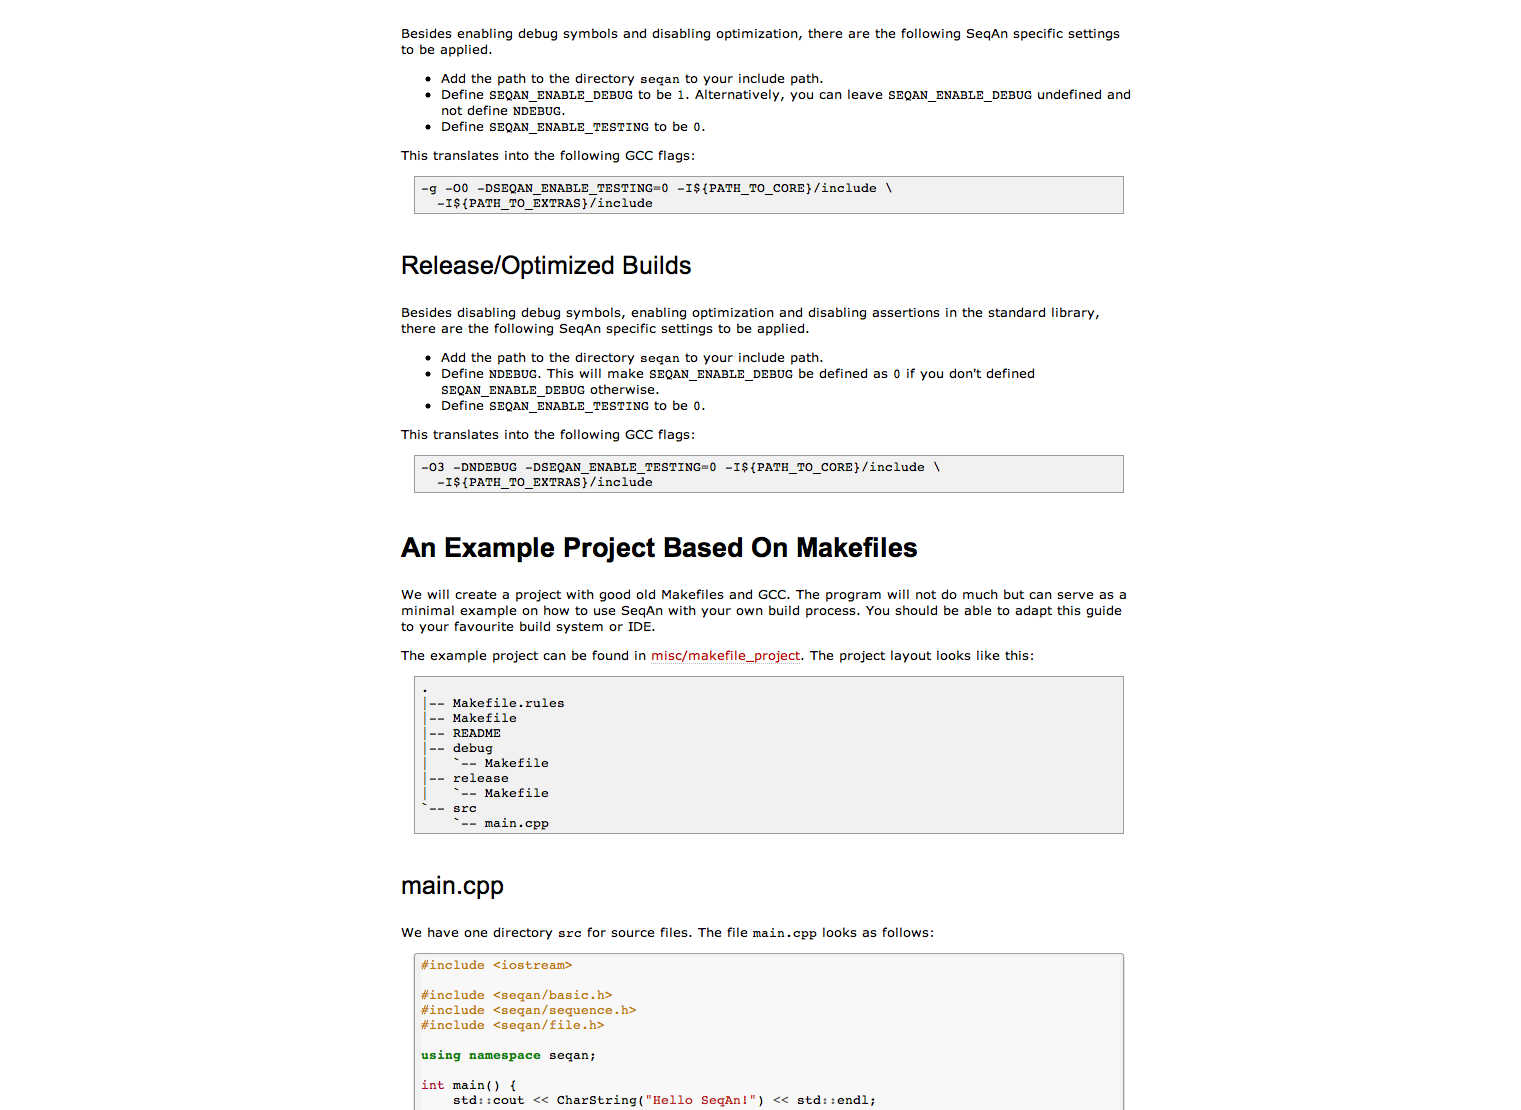 Besides enabling debug symbols and disabling optimization, there are the following SeqAn specific settings
to be applied.
• Add the path to the directory seqan to your include path.
• Define SEQAN_ENABLE_DEBUG to be 1. Alternatively, you can leave SEQAN_ENABLE_DEBUG undefined and
not define NDEBUG.
• Define SEQAN_ENABLE_TESTING to be 0.
This translates into the following GCC flags:
-g -O0 -DSEQAN_ENABLE_TESTING=0 -I${PATH_TO_CORE}/include \
  -I${PATH_TO_EXTRAS}/include
Release/Optimized Builds
Besides disabling debug symbols, enabling optimization and disabling assertions in the standard library,
there are the following SeqAn specific settings to be applied.
• Add the path to the directory seqan to your include path.
• Define NDEBUG. This will make SEQAN_ENABLE_DEBUG be defined as 0 if you don't defined
SEQAN_ENABLE_DEBUG otherwise.
• Define SEQAN_ENABLE_TESTING to be 0.
This translates into the following GCC flags:
-O3 -DNDEBUG -DSEQAN_ENABLE_TESTING=0 -I${PATH_TO_CORE}/include \
  -I${PATH_TO_EXTRAS}/include
An Example Project Based On Makefiles
We will create a project with good old Makefiles and GCC. The program will not do much but can serve as a
minimal example on how to use SeqAn with your own build process. You should be able to adapt this guide
to your favourite build system or IDE.
The example project can be found in misc/makefile_project. The project layout looks like this:
.
|-- Makefile.rules
|-- Makefile
|-- README
|-- debug
|   `-- Makefile
|-- release
|   `-- Makefile
`-- src
    `-- main.cpp
main.cpp
We have one directory src for source files. The file main.cpp looks as follows:
#include <iostream>
#include <seqan/basic.h>
#include <seqan/sequence.h>
#include <seqan/file.h>
using namespace seqan;
int main() {
    std::cout << CharString("Hello SeqAn!") << std::endl;